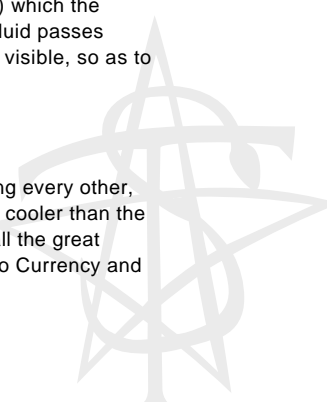 ) which the
luid passes
visible, so as to
ng every other,
cooler than the
ll the great
o Currency and